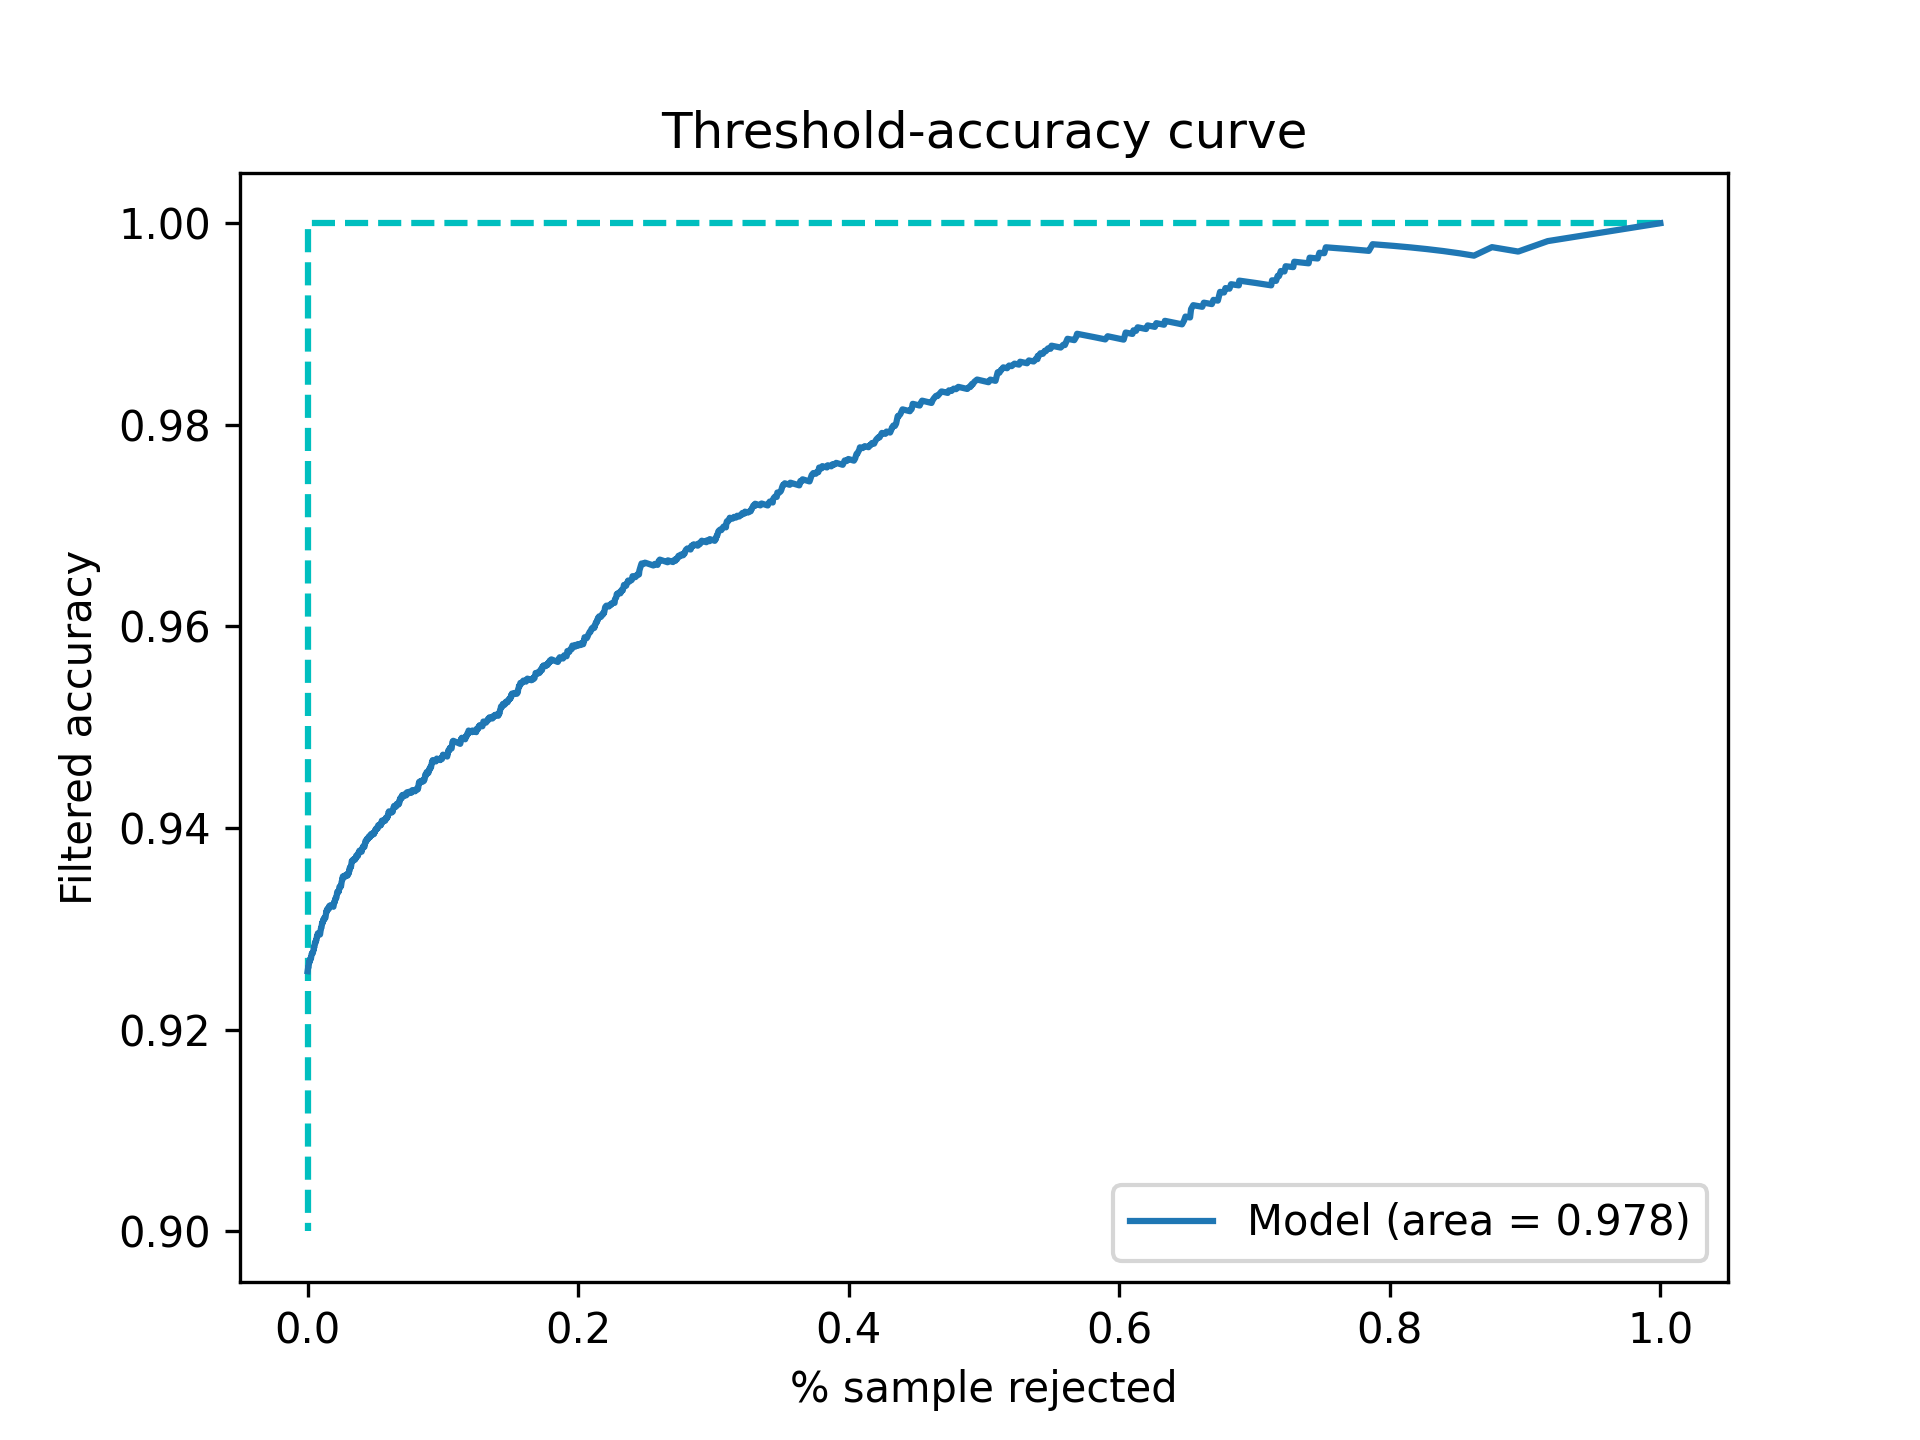 Threshold-accuracy curve
1.00
0.98
0.96
0.94
0.92
0.90
Filtered accuracy
Model (area = 0.978)
0.0 0.2 0.4 0.6 0.8 1.0
% sample rejected